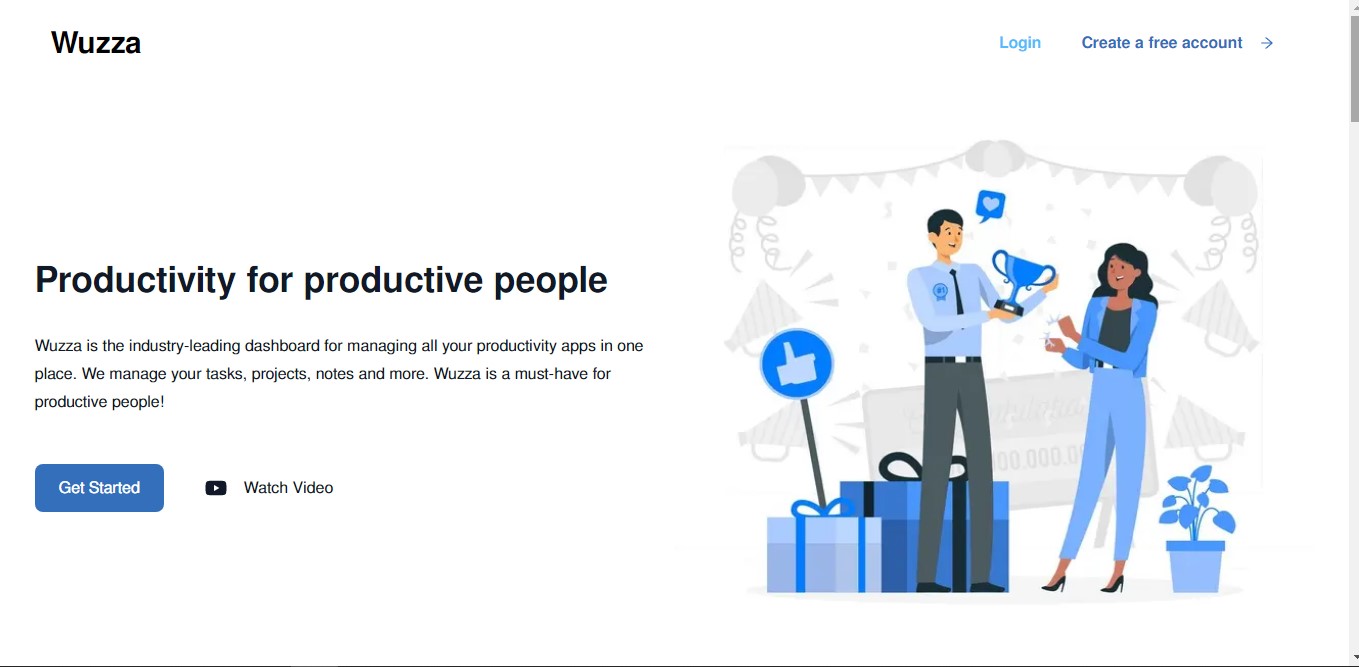 Wuzza
Login
Create a free account
Productivity for productive people
Wuzza is the industry-leading dashboard for managing all your productivity apps in one
place. We manage your tasks, projects, notes and more. Wuzza is a must-have for
productive people!
Get Started
Watch Video